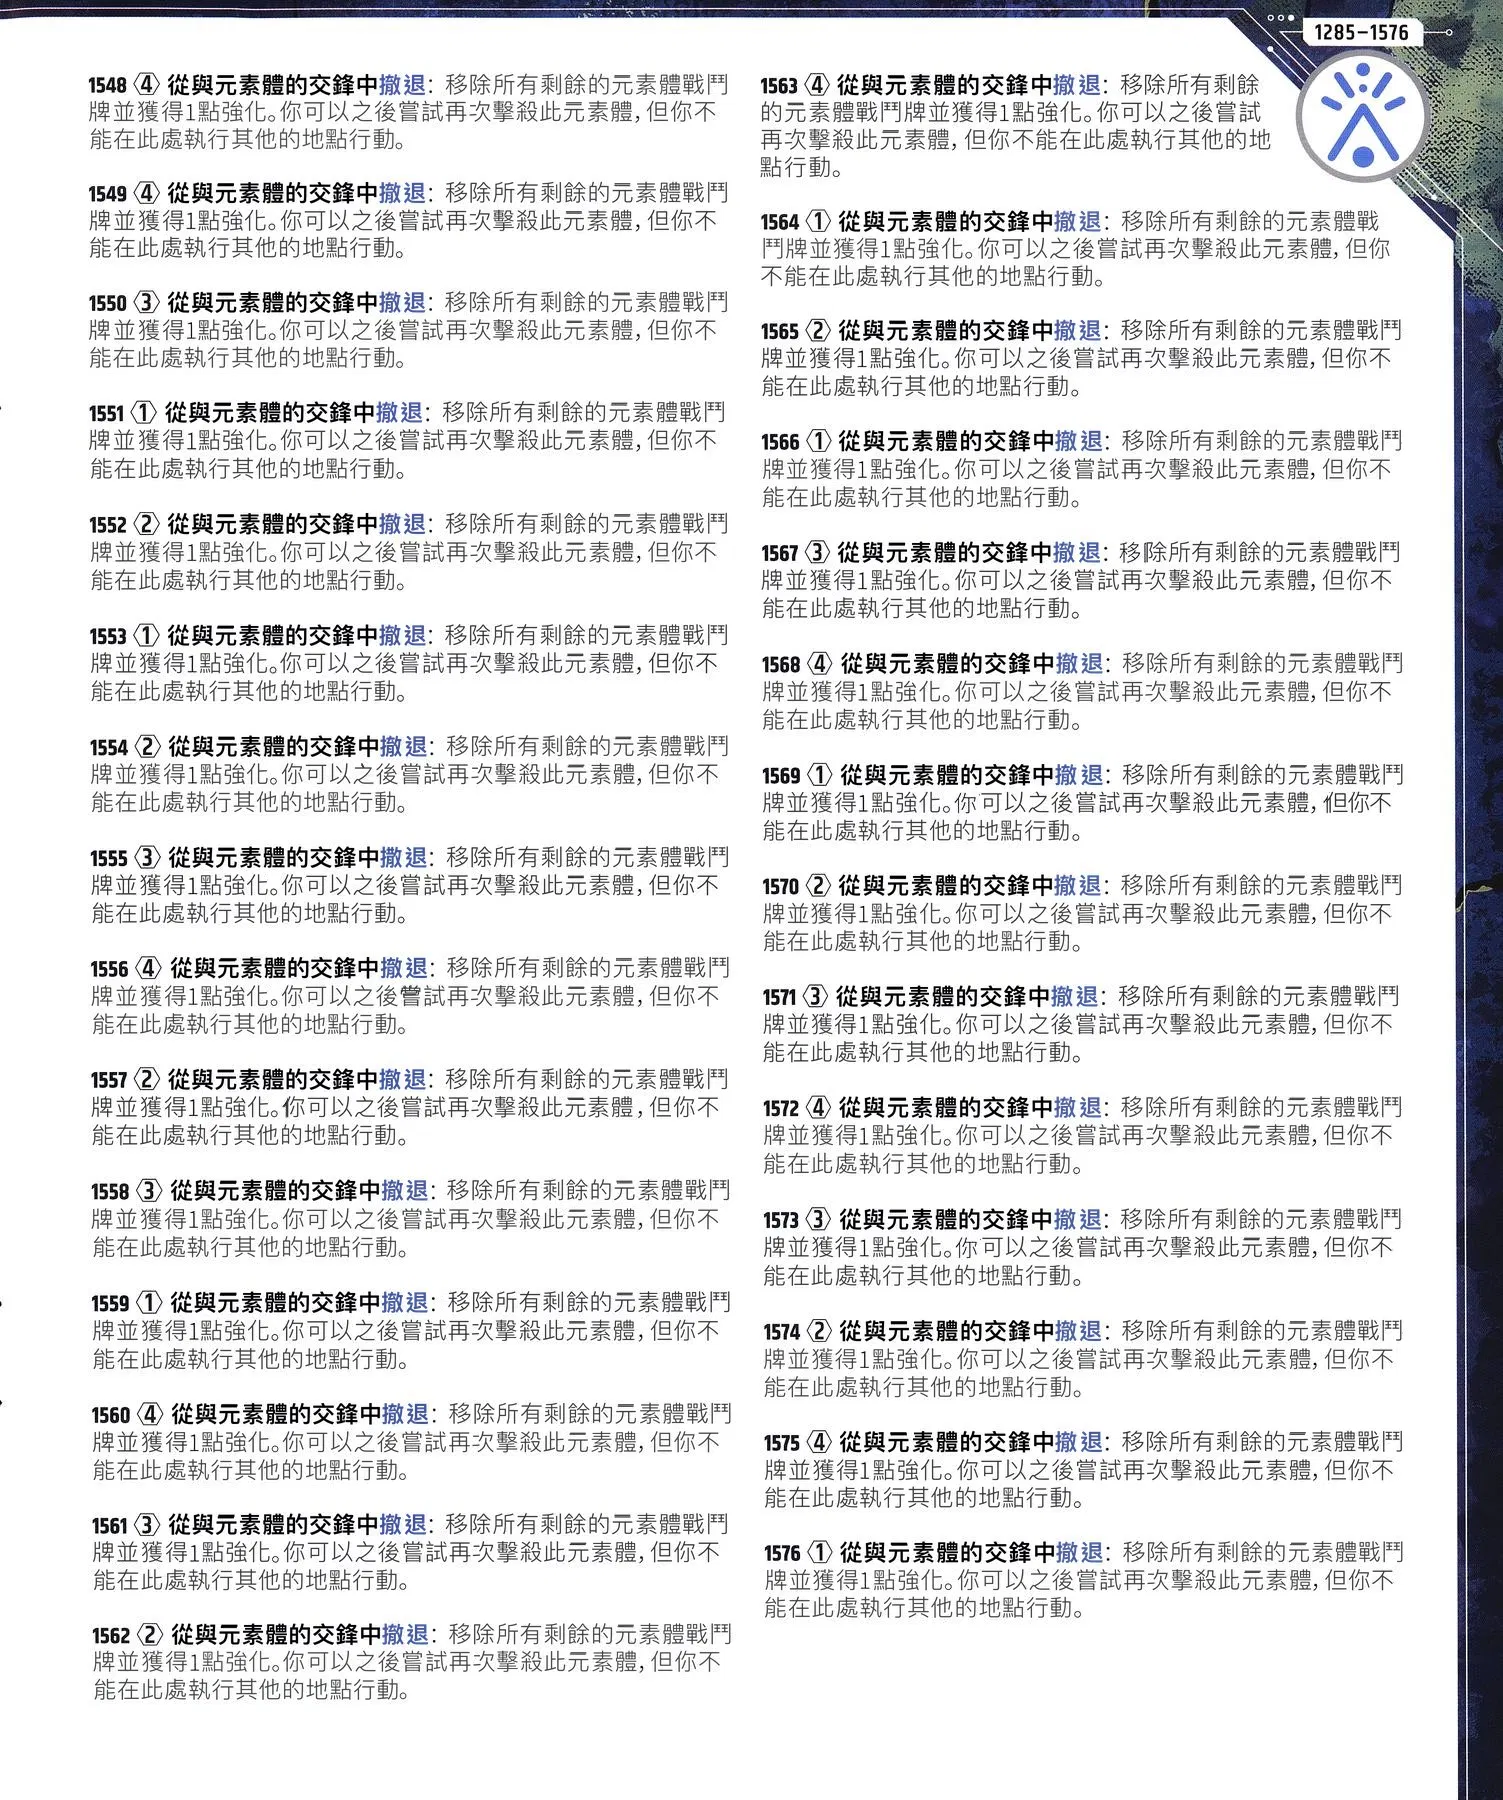 1285–1576
1548 4 從與元素體的交鋒中撤退：移除所有剩餘的元素體戰鬥
牌並獲得1點強化。你可以之後嘗試再次擊殺此元素體，但你不
能在此處執行其他的地點行動。
1549 4 從與元素體的交鋒中撤退：移除所有剩餘的元素體戰鬥
牌並獲得1點強化。你可以之後嘗試再次擊殺此元素體，但你不
能在此處執行其他的地點行動。
1550 3 從與元素體的交鋒中撤退：移除所有剩餘的元素體戰鬥
牌並獲得1點強化。你可以之後嘗試再次擊殺此元素體，但你不
能在此處執行其他的地點行動。
1551 1 從與元素體的交鋒中撤退：移除所有剩餘的元素體戰鬥
牌並獲得1點強化。你可以之後嘗試再次擊殺此元素體，但你不
能在此處執行其他的地點行動。
1552 2 從與元素體的交鋒中撤退：移除所有剩餘的元素體戰鬥
牌並獲得1點強化。你可以之後嘗試再次擊殺此元素體，但你不
能在此處執行其他的地點行動。
1553 1 從與元素體的交鋒中撤退：移除所有剩餘的元素體戰鬥
牌並獲得1點強化。你可以之後嘗試再次擊殺此元素體，但你不
能在此處執行其他的地點行動。
1554 2 從與元素體的交鋒中撤退：移除所有剩餘的元素體戰鬥
牌並獲得1點強化。你可以之後嘗試再次擊殺此元素體，但你不
能在此處執行其他的地點行動。
1555 3 從與元素體的交鋒中撤退：移除所有剩餘的元素體戰鬥
牌並獲得1點強化。你可以之後嘗試再次擊殺此元素體，但你不
能在此處執行其他的地點行動。
1556 4 從與元素體的交鋒中撤退：移除所有剩餘的元素體戰鬥
牌並獲得1點強化。你可以之後嘗試再次擊殺此元素體，但你不
能在此處執行其他的地點行動。
1557 2 從與元素體的交鋒中撤退：移除所有剩餘的元素體戰鬥
牌並獲得1點強化。你可以之後嘗試再次擊殺此元素體，但你不
能在此處執行其他的地點行動。
1558 3 從與元素體的交鋒中撤退：移除所有剩餘的元素體戰鬥
牌並獲得1點強化。你可以之後嘗試再次擊殺此元素體，但你不
能在此處執行其他的地點行動。
1559 1 從與元素體的交鋒中撤退：移除所有剩餘的元素體戰鬥
牌並獲得1點強化。你可以之後嘗試再次擊殺此元素體，但你不
能在此處執行其他的地點行動。
1560 4 從與元素體的交鋒中撤退：移除所有剩餘的元素體戰鬥
牌並獲得1點強化。你可以之後嘗試再次擊殺此元素體，但你不
能在此處執行其他的地點行動。
1561 3 從與元素體的交鋒中撤退：移除所有剩餘的元素體戰鬥
牌並獲得1點強化。你可以之後嘗試再次擊殺此元素體，但你不
能在此處執行其他的地點行動。
1562 2 從與元素體的交鋒中撤退：移除所有剩餘的元素體戰鬥
牌並獲得1點強化。你可以之後嘗試再次擊殺此元素體，但你不
能在此處執行其他的地點行動。
1563 4 從與元素體的交鋒中撤退：移除所有剩餘
的元素體戰鬥牌並獲得1點強化。你可以之後嘗試
再次擊殺此元素體，但你不能在此處執行其他的地
點行動。
1564 1 從與元素體的交鋒中撤退：移除所有剩餘的元素體戰
鬥牌並獲得1點強化。你可以之後嘗試再次擊殺此元素體，但你
不能在此處執行其他的地點行動。
1565 2 從與元素體的交鋒中撤退：移除所有剩餘的元素體戰鬥
牌並獲得1點強化。你可以之後嘗試再次擊殺此元素體，但你不
能在此處執行其他的地點行動。
1566 1 從與元素體的交鋒中撤退：移除所有剩餘的元素體戰鬥
牌並獲得1點強化。你可以之後嘗試再次擊殺此元素體，但你不
能在此處執行其他的地點行動。
1567 3 從與元素體的交鋒中撤退：移除所有剩餘的元素體戰鬥
牌並獲得1點強化。你可以之後嘗試再次擊殺此元素體，但你不
能在此處執行其他的地點行動。
1568 4 從與元素體的交鋒中撤退：移除所有剩餘的元素體戰鬥
牌並獲得1點強化。你可以之後嘗試再次擊殺此元素體，但你不
能在此處執行其他的地點行動。
1569 1 從與元素體的交鋒中撤退：移除所有剩餘的元素體戰鬥
牌並獲得1點強化。你可以之後嘗試再次擊殺此元素體，但你不
能在此處執行其他的地點行動。
1570 2 從與元素體的交鋒中撤退：移除所有剩餘的元素體戰鬥
牌並獲得1點強化。你可以之後嘗試再次擊殺此元素體，但你不
能在此處執行其他的地點行動。
1571 3 從與元素體的交鋒中撤退：移除所有剩餘的元素體戰鬥
牌並獲得1點強化。你可以之後嘗試再次擊殺此元素體，但你不
能在此處執行其他的地點行動。
1572 4 從與元素體的交鋒中撤退：移除所有剩餘的元素體戰鬥
牌並獲得1點強化。你可以之後嘗試再次擊殺此元素體，但你不
能在此處執行其他的地點行動。
1573 3 從與元素體的交鋒中撤退：移除所有剩餘的元素體戰鬥
牌並獲得1點強化。你可以之後嘗試再次擊殺此元素體，但你不
能在此處執行其他的地點行動。
1574 2 從與元素體的交鋒中撤退：移除所有剩餘的元素體戰鬥
牌並獲得1點強化。你可以之後嘗試再次擊殺此元素體，但你不
能在此處執行其他的地點行動。
1575 4 從與元素體的交鋒中撤退：移除所有剩餘的元素體戰鬥
牌並獲得1點強化。你可以之後嘗試再次擊殺此元素體，但你不
能在此處執行其他的地點行動。
1576 1 從與元素體的交鋒中撤退：移除所有剩餘的元素體戰鬥
牌並獲得1點強化。你可以之後嘗試再次擊殺此元素體，但你不
能在此處執行其他的地點行動。